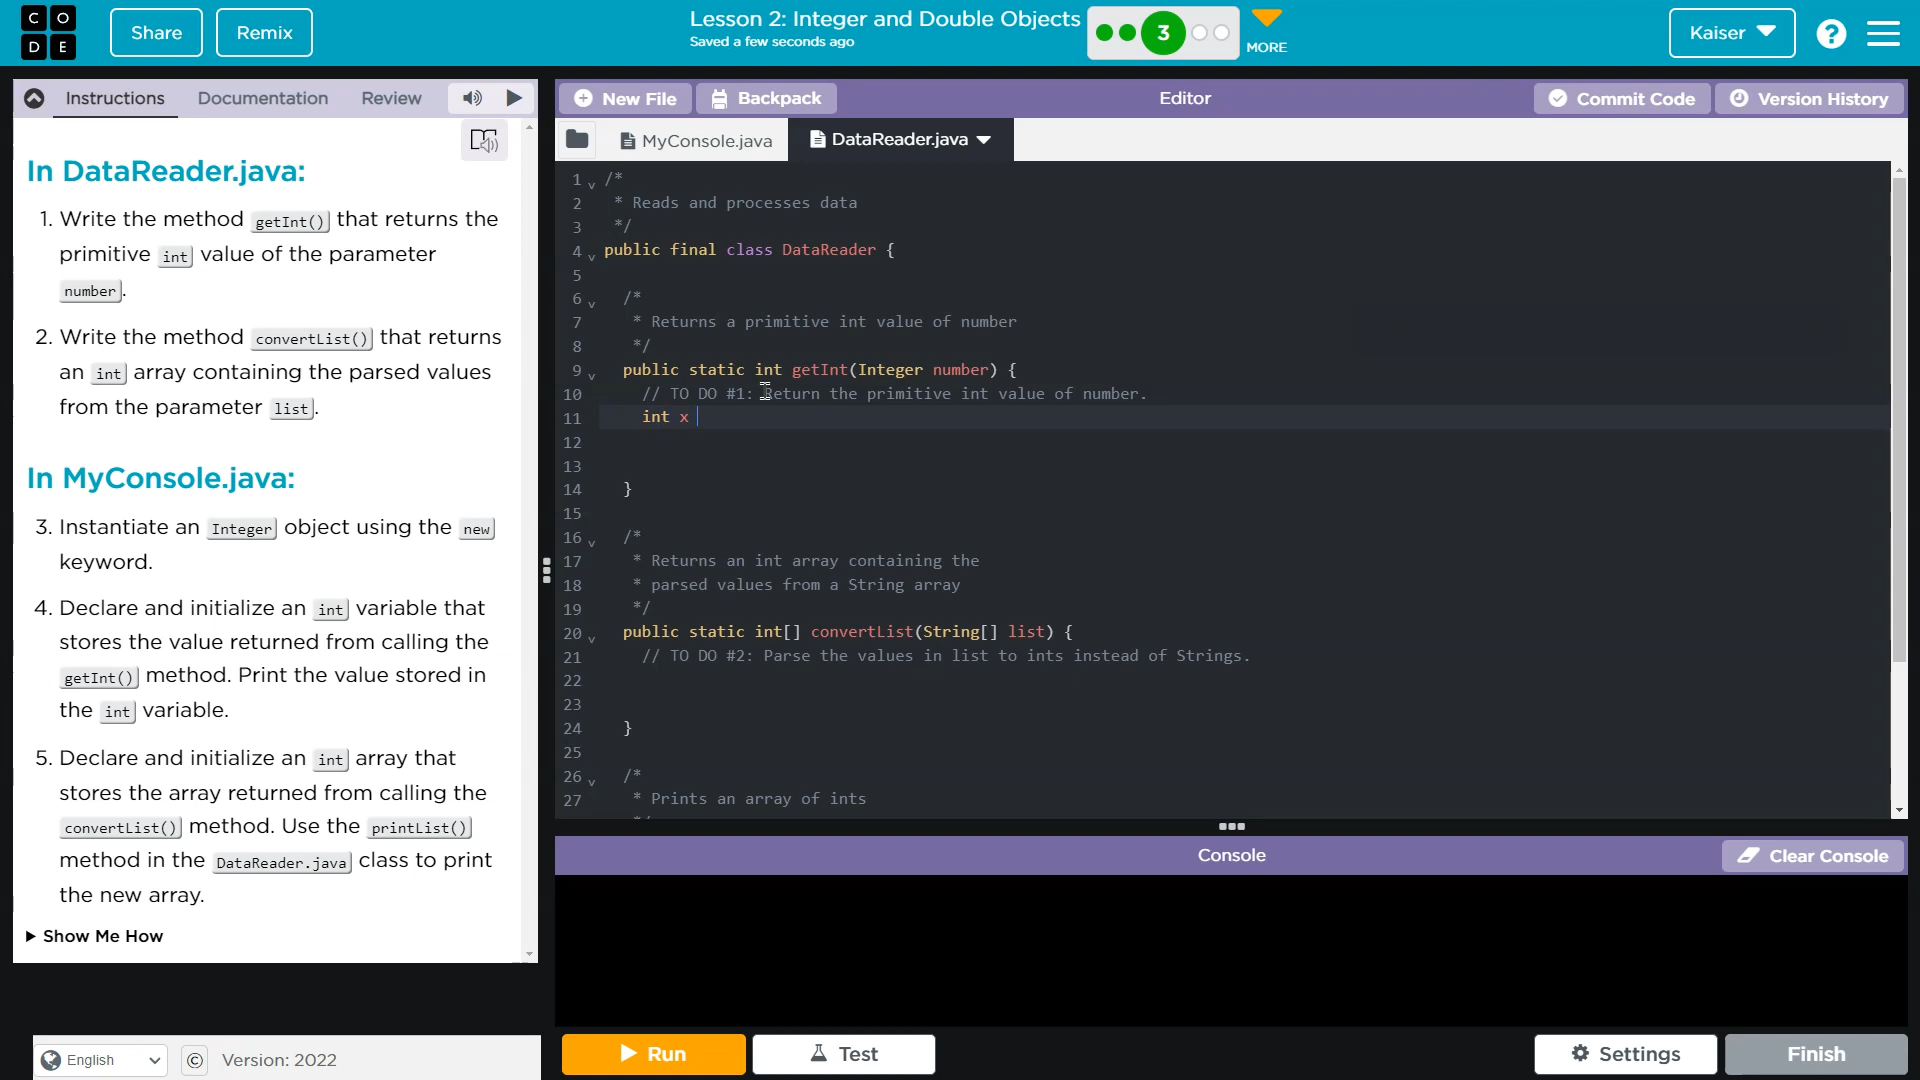 CODE
Share
Remix
Lesson 2: Integer and Double Objects
Saved a few seconds ago
3
MORE
Kaiser
?
Instructions
Documentation
Review
In DataReader.java:
1. Write the method getInt() that returns the
primitive int value of the parameter
number.
2. Write the method convertList() that returns
an int array containing the parsed values
from the parameter list.
In MyConsole.java:
3. Instantiate an Integer object using the new
keyword.
4. Declare and initialize an int variable that
stores the value returned from calling the
getInt() method. Print the value stored in
the int variable.
5. Declare and initialize an int array that
stores the array returned from calling the
convertList() method. Use the printList()
method in the DataReader.java class to print
the new array.
Show Me How
English
©
Version: 2022
New File
Backpack
Editor
Commit Code
Version History
MyConsole.java
DataReader.java
1 /*
2 * Reads and processes data
3 */
4 public final class DataReader {
5
6 /*
7 * Returns a primitive int value of number
8 */
9 public static int getInt(Integer number) {
10 // TO DO #1: Return the primitive int value of number.
11 int x
12
13
14 }
15
16 /*
17 * Returns an int array containing the
18 * parsed values from a String array
19 */
20 public static int[] convertList(String[] list) {
21 // TO DO #2: Parse the values in list to ints instead of Strings.
22
23
24 }
25
26 /*
27 * Prints an array of ints
Console
Clear Console
Run
Test
Settings
Finish